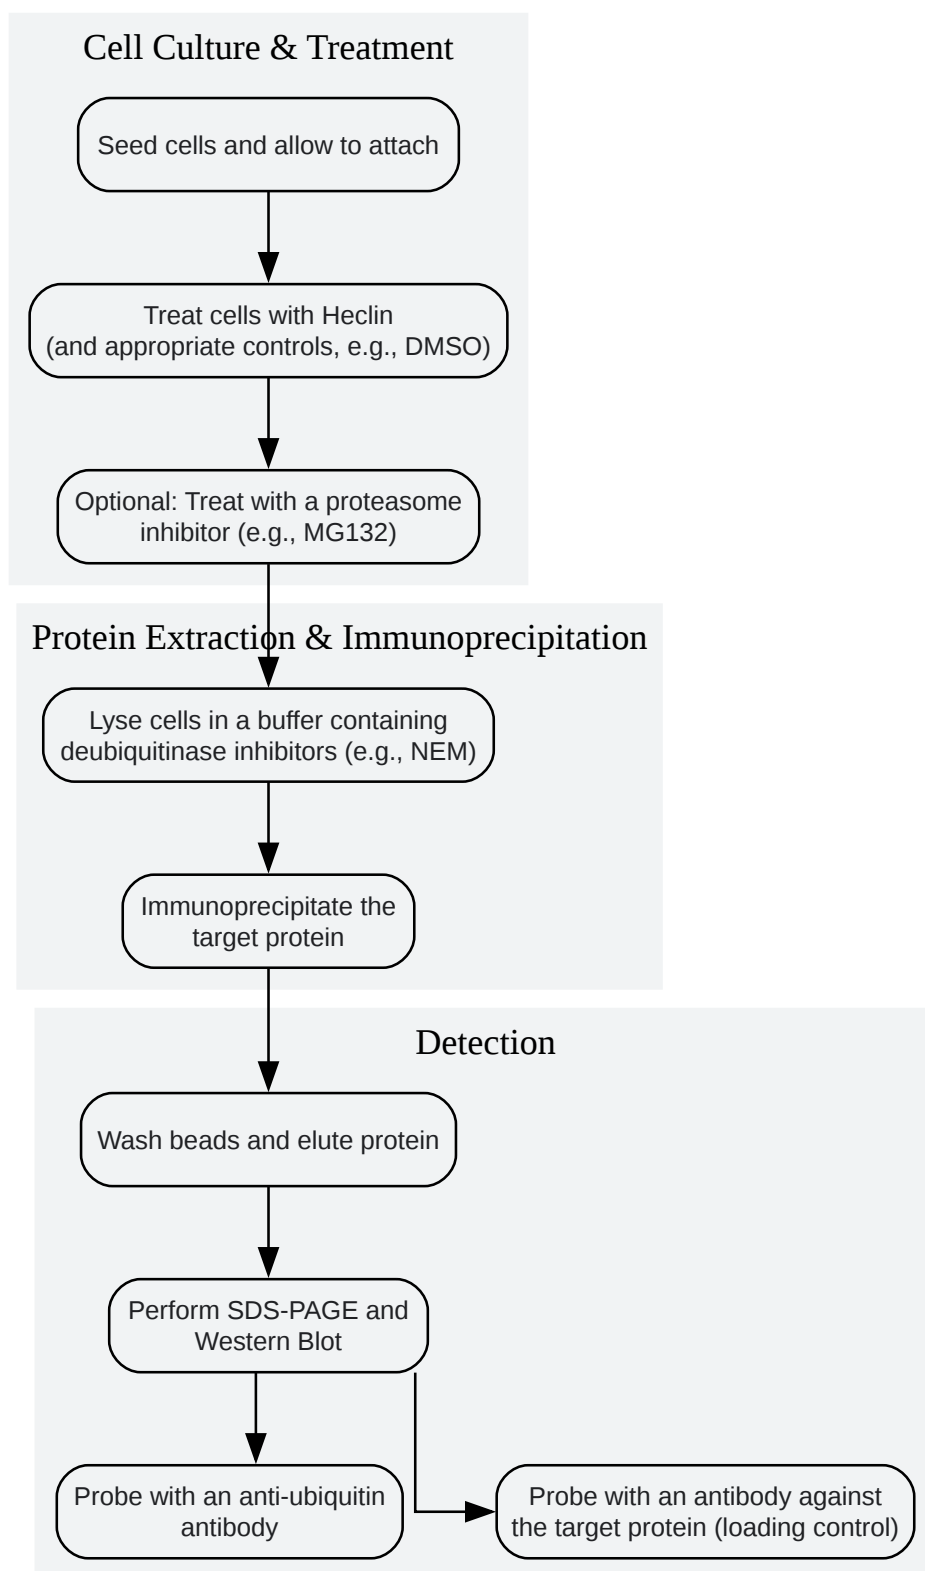 Cell Culture & Treatment
Seed cells and allow to attach
Treat cells with Heclin
(and appropriate controls, e.g., DMSO)
Optional: Treat with a proteasome
inhibitor (e.g., MG132)
Protein Extraction & Immunoprecipitation
Lyse cells in a buffer containing
deubiquitinase inhibitors (e.g., NEM)
Immunoprecipitate the
target protein
Detection
Wash beads and elute protein
Perform SDS-PAGE and
Western Blot
Probe with an anti-ubiquitin
antibody
Probe with an antibody against
the target protein (loading control)